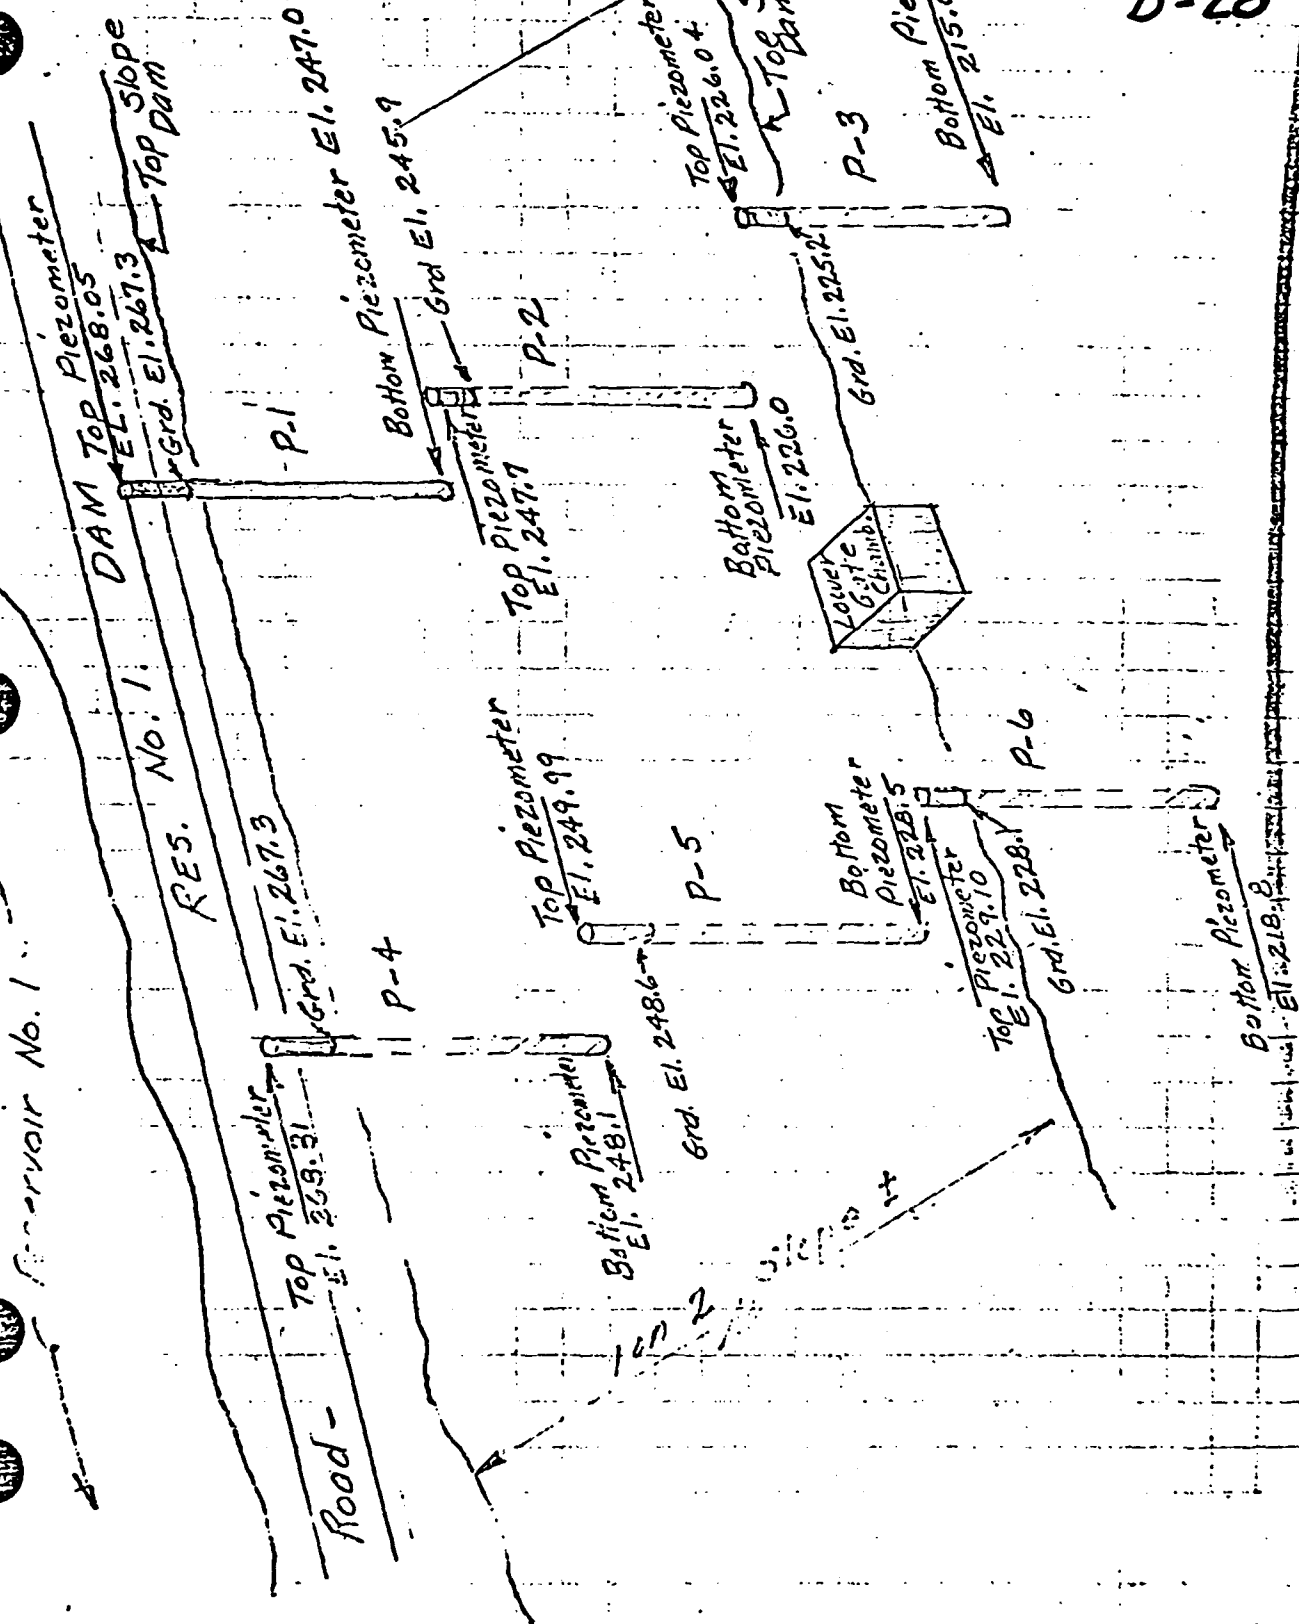 Reservoir No. 1
RES. No. 1. DAM
Road -
Top Piezometer
El. 268.05
Grd. El. 267.3
Top Slope
Dam
P-1
Bottom Piezometer El. 245.9
Grd El. 247.0
Top Piezometer
El. 247.7
P-2
Bottom
Piezometer
El. 226.0
Top Piezometer
El. 226.04
Top
Grd. El. 225.2
P-3
Bottom
El. 215.
Lower
Gate
Chamb.
Top Piezometer
Grd. El. 267.3
P-4
Bottom Piezometer
El. 248.1
Top Piezometer
El. 249.99
Grd. El. 248.6
P-5
Bottom
Piezometer
El. 228.5
Top Piezometer
El. 229.10
Grd. El. 228.1
P-6
Bottom Piezometer
El. 218.8